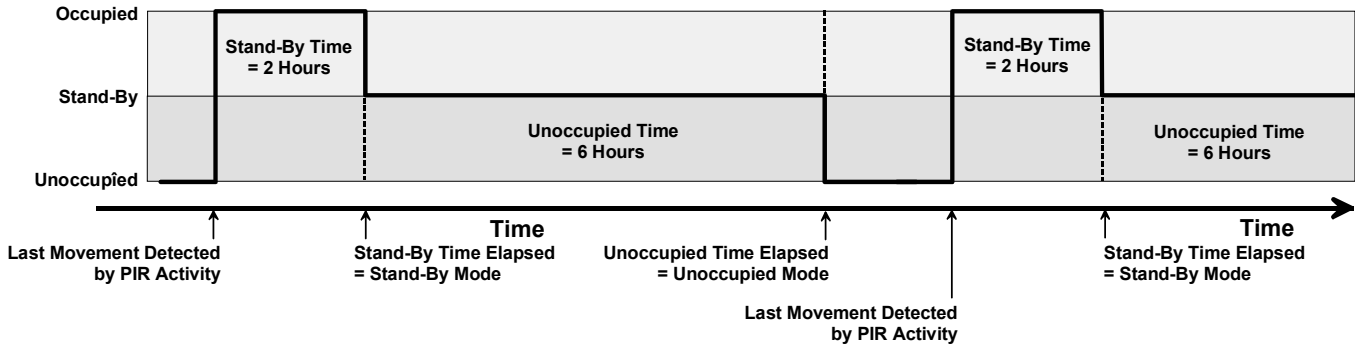 Occupied
Stand-By Time
= 2 Hours
Stand-By Time
= 2 Hours
Stand-By
Unoccupied Time
= 6 Hours
Unoccupied Time
= 6 Hours
Unoccupîed
Time
Time
Last Movement Detected
by PIR Activity
Stand-By Time Elapsed
= Stand-By Mode
Unoccupied Time Elapsed
= Unoccupied Mode
Stand-By Time Elapsed
= Stand-By Mode
Last Movement Detected
by PIR Activity